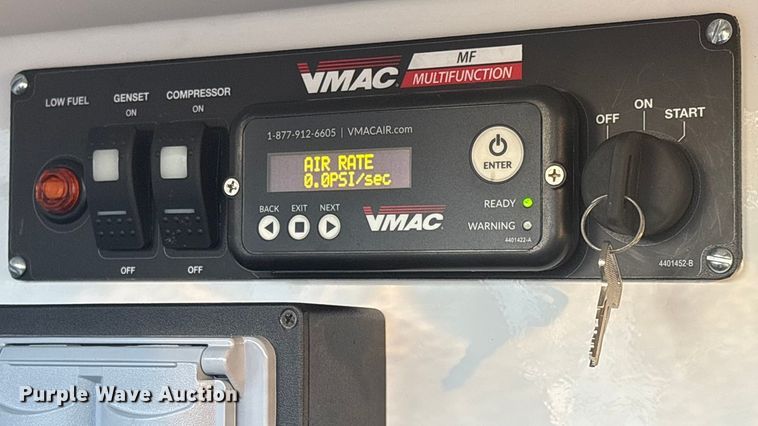 VMAC MF
MULTIFUNCTION
LOW FUEL
GENSET
ON
OFF
COMPRESSOR
ON
OFF
1-877-912-6605 | VMACAIR.com
AIR RATE
0.0PSI/sec
ENTER
BACK EXIT NEXT
VMAC
READY
WARNING
4401422-A
OFF ON START
4401452-B
Purple Wave Auction